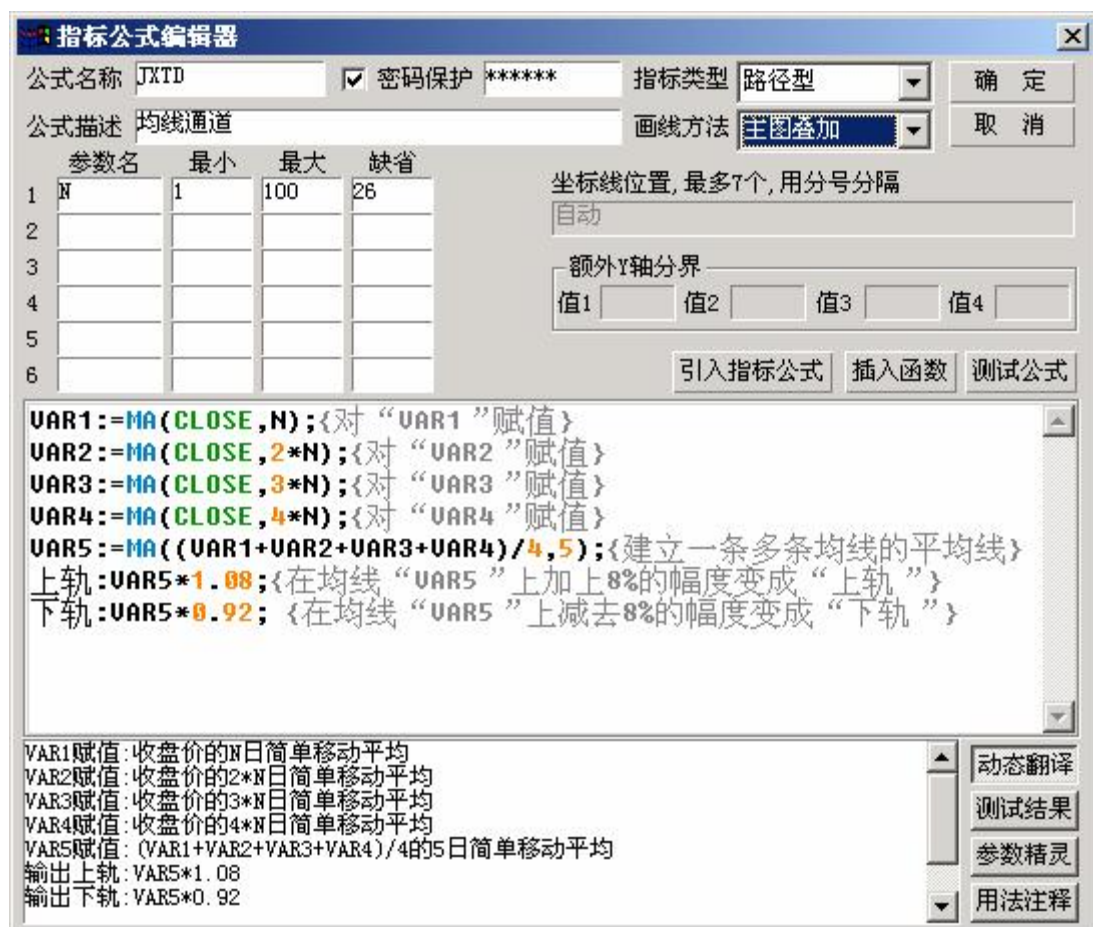 指标公式编辑器
公式名称 JXTD 密码保护 ****** 指标类型 路径型 确 定
公式描述 均线通道 画线方法 主图叠加 取 消
参数名 最小 最大 缺省
1 N 1 100 26
坐标线位置,最多7个,用分号分隔
2
自动
3
额外Y轴分界
4
值1 值2 值3 值4
5
6
引入指标公式 插入函数 测试公式
VAR1:=MA(CLOSE,N);{对“VAR1”赋值}
VAR2:=MA(CLOSE,2*N);{对“VAR2”赋值}
VAR3:=MA(CLOSE,3*N);{对“VAR3”赋值}
VAR4:=MA(CLOSE,4*N);{对“VAR4”赋值}
VAR5:=MA((VAR1+VAR2+VAR3+VAR4)/4,5);{建立一条多条均线的平均线}
上轨:VAR5*1.08;{在均线“VAR5”上加上8%的幅度变成“上轨”}
下轨:VAR5*0.92; {在均线“VAR5”上减去8%的幅度变成“下轨”}
VAR1赋值:收盘价的N日简单移动平均
VAR2赋值:收盘价的2*N日简单移动平均
VAR3赋值:收盘价的3*N日简单移动平均
VAR4赋值:收盘价的4*N日简单移动平均
VAR5赋值:(VAR1+VAR2+VAR3+VAR4)/4的5日简单移动平均
输出上轨:VAR5*1.08
输出下轨:VAR5*0.92
动态翻译
测试结果
参数精灵
用法注释